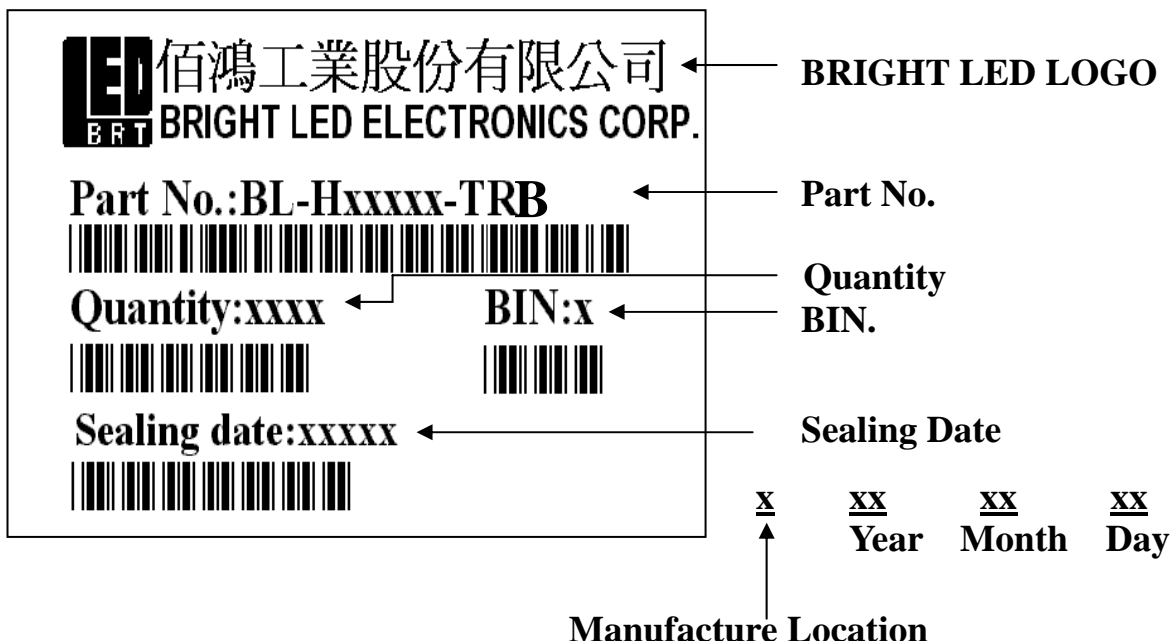 LED 佰鴻工業股份有限公司
BRT BRIGHT LED ELECTRONICS CORP.
BRIGHT LED LOGO
Part No.:BL-Hxxxxx-TRB
Part No.
Quantity:xxxx
BIN:x
Quantity
BIN.
Sealing date:xxxxx
Sealing Date
x xx xx xx
Year Month Day
Manufacture Location